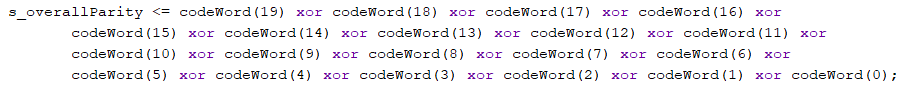 s_overallParity <= codeWord(19) xor codeWord(18) xor codeWord(17) xor codeWord(16) xor
codeWord(15) xor codeWord(14) xor codeWord(13) xor codeWord(12) xor codeWord(11) xor
codeWord(10) xor codeWord(9) xor codeWord(8) xor codeWord(7) xor codeWord(6) xor
codeWord(5) xor codeWord(4) xor codeWord(3) xor codeWord(2) xor codeWord(1) xor codeWord(0);